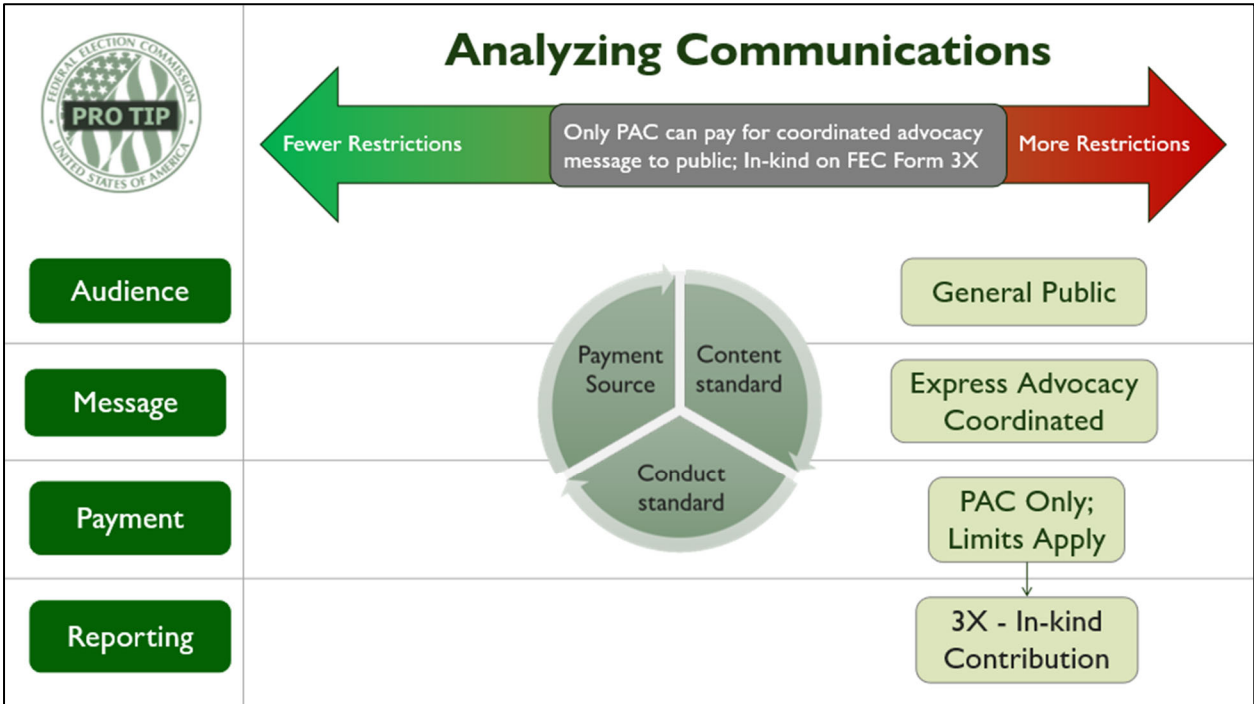 FEDERAL ELECTION COMMISSION
PRO TIP
UNITED STATES OF AMERICA
Analyzing Communications
Fewer Restrictions
Only PAC can pay for coordinated advocacy
message to public; In-kind on FEC Form 3X
More Restrictions
Audience
General Public
Message
Payment
Source
Content
standard
Conduct
standard
Express Advocacy
Coordinated
Payment
PAC Only;
Limits Apply
Reporting
3X - In-kind
Contribution